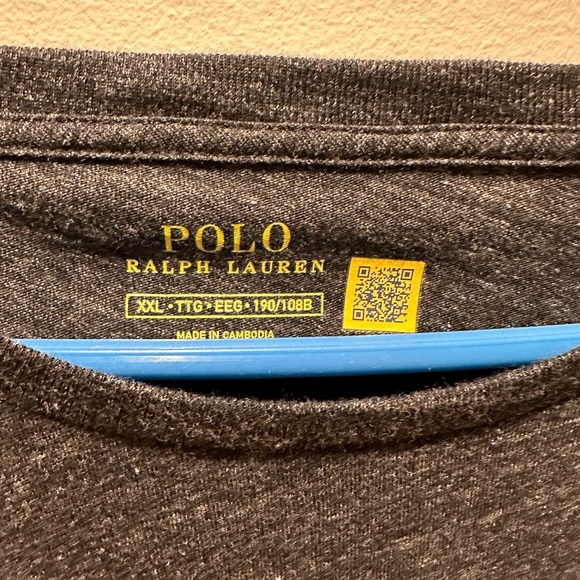 POLO
RALPH LAUREN
XXL • TTG • EEG • 190/108B
MADE IN CAMBODIA